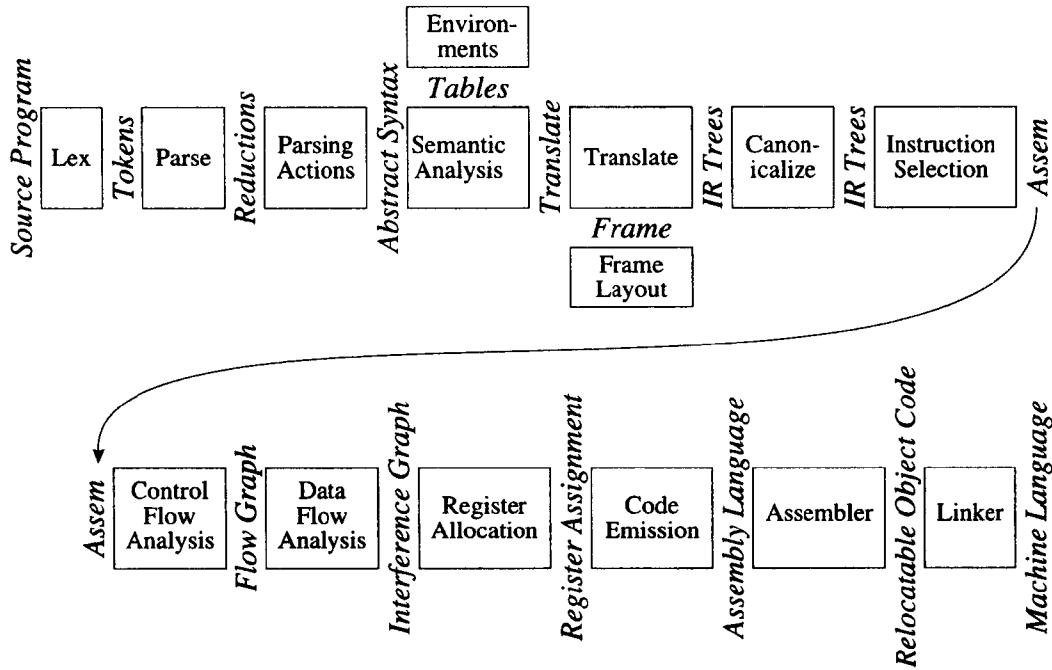 Environ-
ments
Tables
Source Program
Lex
Tokens
Parse
Reductions
Parsing
Actions
Abstract Syntax
Semantic
Analysis
Translate
Translate
IR Trees
Canon-
icalize
IR Trees
Instruction
Selection
Assem
Frame
Frame
Layout
Assem
Control
Flow
Analysis
Flow Graph
Data
Flow
Analysis
Interference Graph
Register
Allocation
Register Assignment
Code
Emission
Assembly Language
Assembler
Relocatable Object Code
Linker
Machine Language